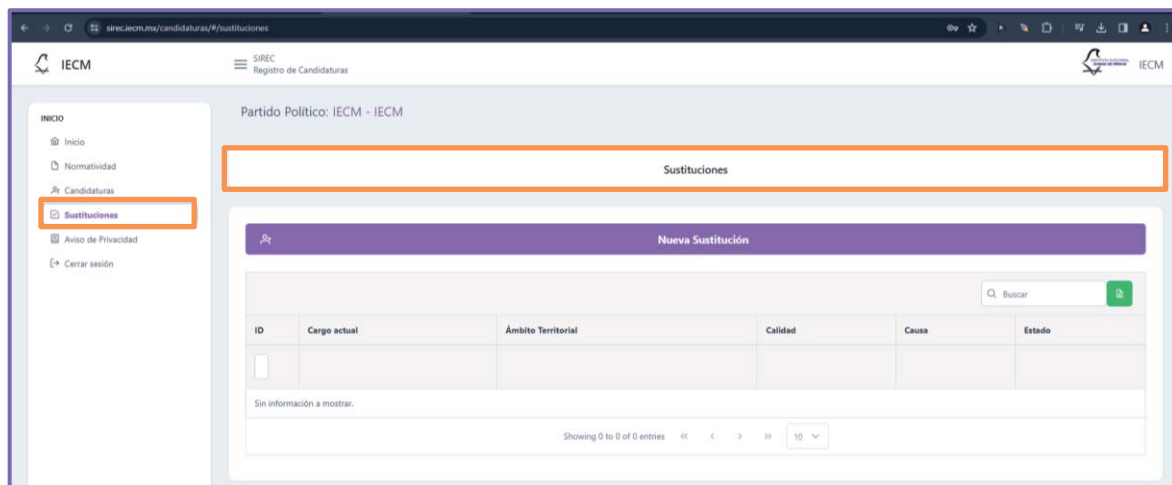 sirec.iecm.mx/candidaturas/#/sustituciones
IECM
SIREC
Registro de Candidaturas
IECM
INICIO
Inicio
Normatividad
Candidaturas
Sustituciones
Aviso de Privacidad
Cerrar sesión
Partido Político: IECM - IECM
Sustituciones
Nueva Sustitución
Buscar
ID Cargo actual Ámbito Territorial Calidad Causa Estado
Sin información a mostrar.
Showing 0 to 0 of 0 entries << < > >> 10